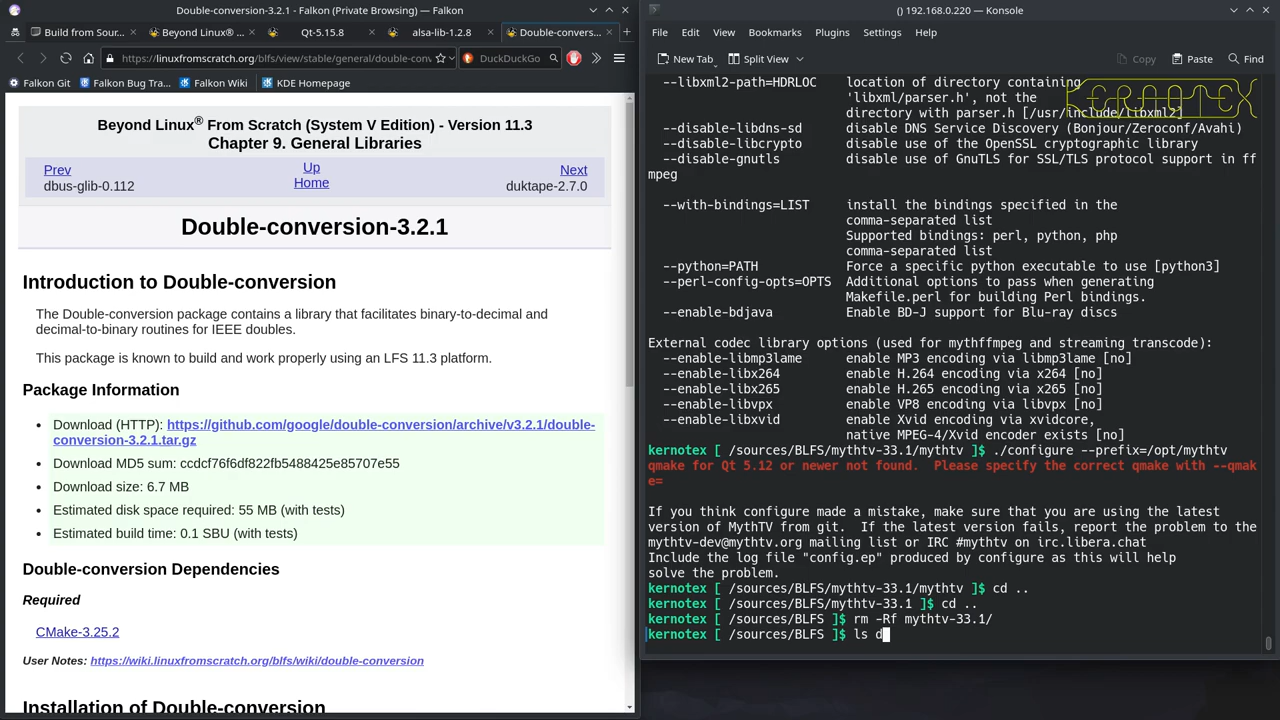 Double-conversion-3.2.1 - Falkon (Private Browsing) — Falkon
Build from Sour...
Beyond Linux® ...
Qt-5.15.8
alsa-lib-1.2.8
Double-convers...
https://linuxfromscratch.org/blfs/view/stable/general/double-conv
DuckDuckGo
Falkon Git
Falkon Bug Tra...
Falkon Wiki
KDE Homepage
Beyond Linux® From Scratch (System V Edition) - Version 11.3
Chapter 9. General Libraries
Prev
Up
Next
dbus-glib-0.112
Home
duktape-2.7.0
Double-conversion-3.2.1
Introduction to Double-conversion
The Double-conversion package contains a library that facilitates binary-to-decimal and
decimal-to-binary routines for IEEE doubles.
This package is known to build and work properly using an LFS 11.3 platform.
Package Information
• Download (HTTP): https://github.com/google/double-conversion/archive/v3.2.1/double-
conversion-3.2.1.tar.gz
• Download MD5 sum: ccdcf76f6df822fb5488425e85707e55
• Download size: 6.7 MB
• Estimated disk space required: 55 MB (with tests)
• Estimated build time: 0.1 SBU (with tests)
Double-conversion Dependencies
Required
CMake-3.25.2
User Notes: https://wiki.linuxfromscratch.org/blfs/wiki/double-conversion
Installation of Double-conversion
() 192.168.0.220 — Konsole
File Edit View Bookmarks Plugins Settings Help
New Tab
Split View
Copy
Paste
Find
KERNOTEX
--libxml2-path=HDRLOC location of directory containing
'libxml/parser.h', not the
directory with parser.h [/usr/include/libxml2]
--disable-libdns-sd disable DNS Service Discovery (Bonjour/Zeroconf/Avahi)
--disable-libcrypto disable use of the OpenSSL cryptographic library
--disable-gnutls disable use of GnuTLS for SSL/TLS protocol support in ff
mpeg
--with-bindings=LIST install the bindings specified in the
comma-separated list
Supported bindings: perl, python, php
comma-separated list
--python=PATH Force a specific python executable to use [python3]
--perl-config-opts=OPTS Additional options to pass when generating
Makefile.perl for building Perl bindings.
--enable-bdjava Enable BD-J support for Blu-ray discs
External codec library options (used for mythffmpeg and streaming transcode):
--enable-libmp3lame enable MP3 encoding via libmp3lame [no]
--enable-libx264 enable H.264 encoding via x264 [no]
--enable-libx265 enable H.265 encoding via x265 [no]
--enable-libvpx enable VP8 encoding via libvpx [no]
--enable-libxvid enable Xvid encoding via xvidcore,
native MPEG-4/Xvid encoder exists [no]
kernotex [ /sources/BLFS/mythtv-33.1/mythtv ]$ ./configure --prefix=/opt/mythtv
qmake for Qt 5.12 or newer not found.  Please specify the correct qmake with --qmak
e=
If you think configure made a mistake, make sure that you are using the latest
version of MythTV from git.  If the latest version fails, report the problem to the
mythtv-dev@mythtv.org mailing list or IRC #mythtv on irc.libera.chat
Include the log file "config.ep" produced by configure as this will help
solve the problem.
kernotex [ /sources/BLFS/mythtv-33.1/mythtv ]$ cd ..
kernotex [ /sources/BLFS/mythtv-33.1 ]$ cd ..
kernotex [ /sources/BLFS ]$ rm -Rf mythtv-33.1/
kernotex [ /sources/BLFS ]$ ls d